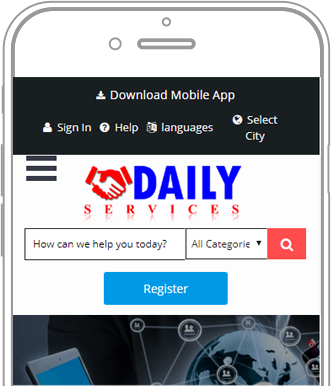 Download Mobile App
Sign In Help languages Select
City
DAILY
SERVICES
How can we help you today? All Categorie
Register